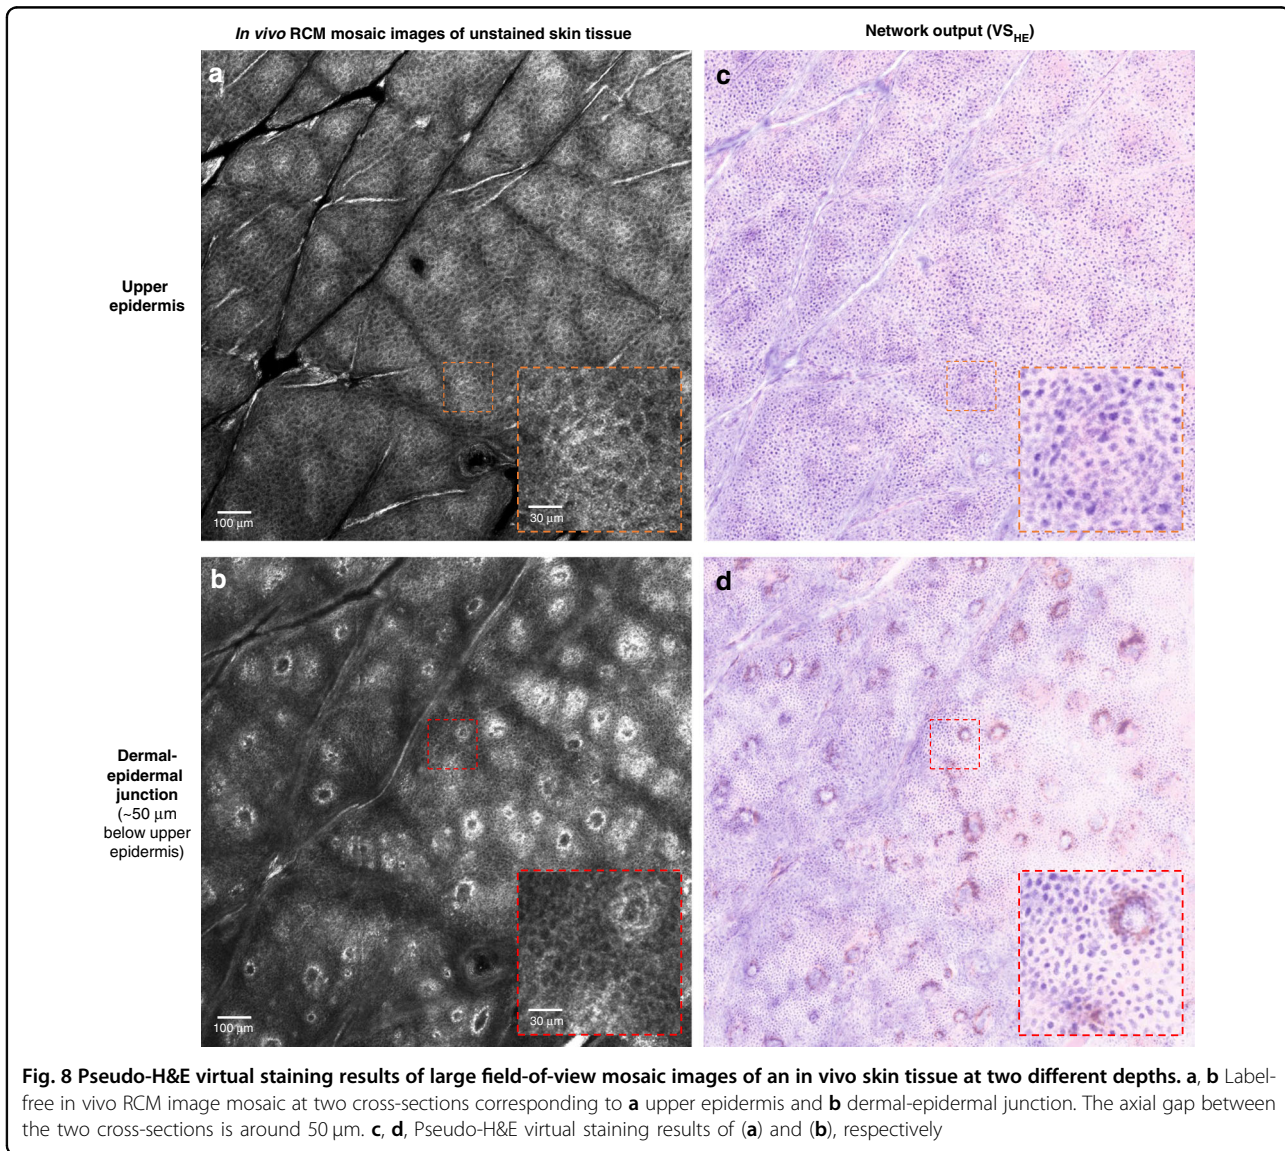 In vivo RCM mosaic images of unstained skin tissue
Network output (VSHE)
a
c
Upper
epidermis
100 μm
30 μm
b
d
Dermal-
epidermal
junction
(~50 μm
below upper
epidermis)
100 μm
30 μm
Fig. 8 Pseudo-H&E virtual staining results of large field-of-view mosaic images of an in vivo skin tissue at two different depths. a, b Label-
free in vivo RCM image mosaic at two cross-sections corresponding to a upper epidermis and b dermal-epidermal junction. The axial gap between
the two cross-sections is around 50 μm. c, d, Pseudo-H&E virtual staining results of (a) and (b), respectively